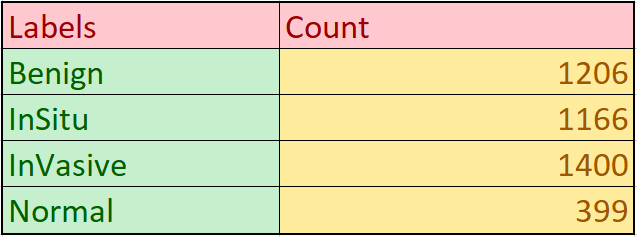 Labels Count
Benign 1206
InSitu 1166
InVasive 1400
Normal 399